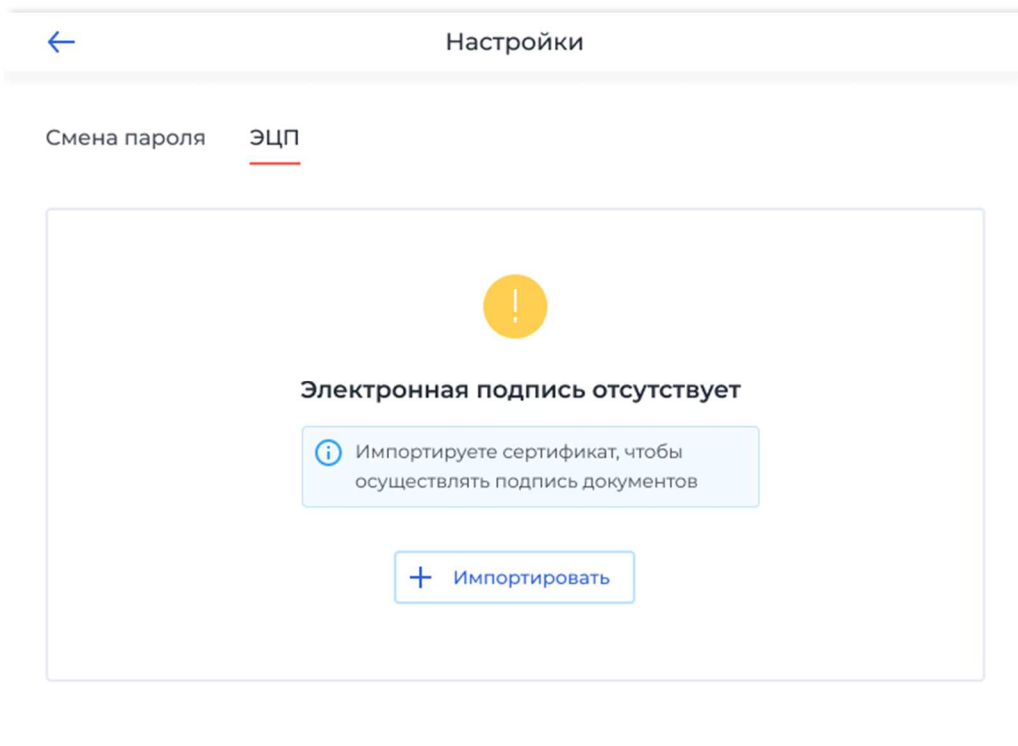 Настройки
Смена пароля ЭЦП
Электронная подпись отсутствует
Импортируете сертификат, чтобы
осуществлять подпись документов
Импортировать